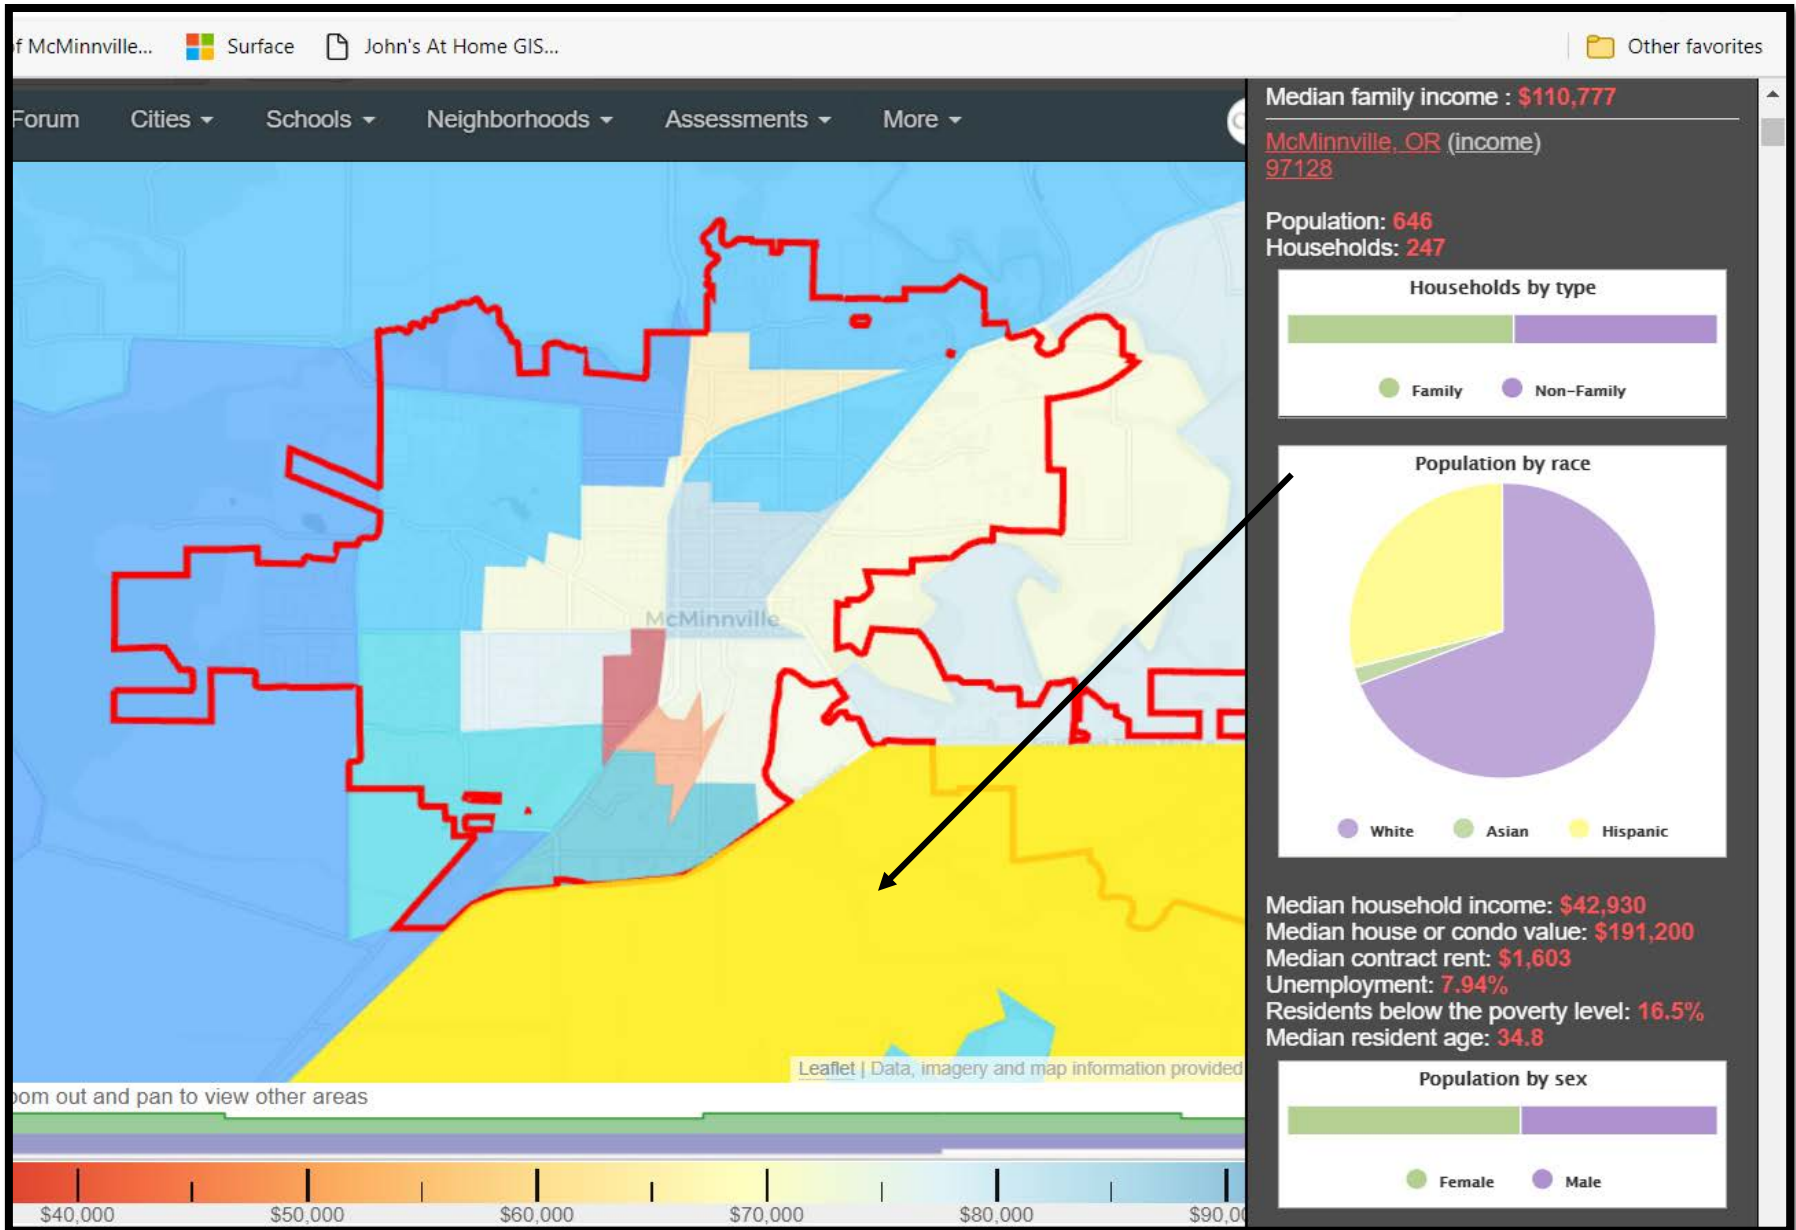 of McMinnville...
Surface
John's At Home GIS...
Other favorites
Forum
Cities
Schools
Neighborhoods
Assessments
More
McMinnville
Leaflet | Data, imagery and map information provided
oom out and pan to view other areas
$40,000
$50,000
$60,000
$70,000
$80,000
$90,00
Median family income : $110,777
McMinnville, OR (income)
97128
Population: 646
Households: 247
Households by type
Family
Non-Family
Population by race
White
Asian
Hispanic
Median household income: $42,930
Median house or condo value: $191,200
Median contract rent: $1,603
Unemployment: 7.94%
Residents below the poverty level: 16.5%
Median resident age: 34.8
Population by sex
Female
Male